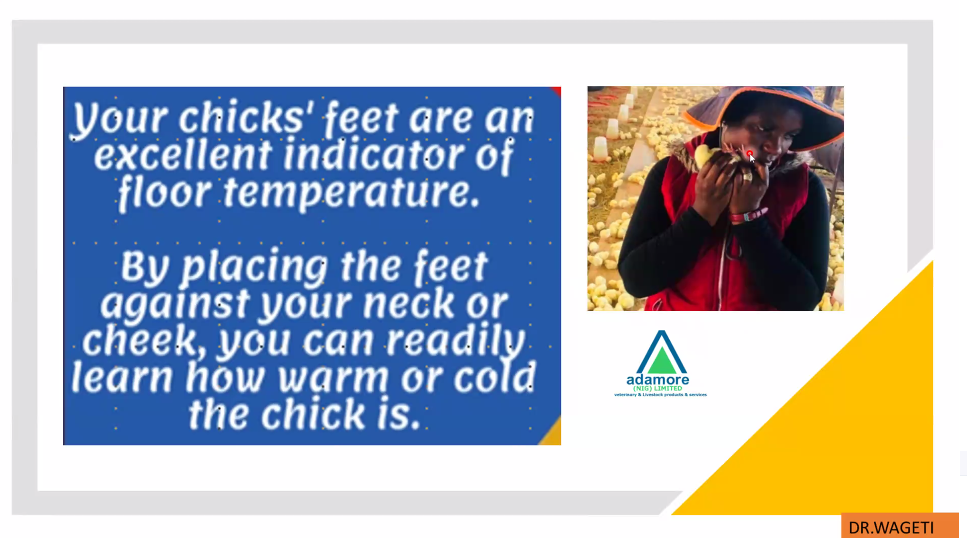 Your chicks' feet are an
excellent indicator of
floor temperature.
By placing the feet
against your neck or
cheek, you can readily
learn how warm or cold
the chick is.
adamore
(NIG) LIMITED
veterinary & Livestock products & services
DR.WAGETI